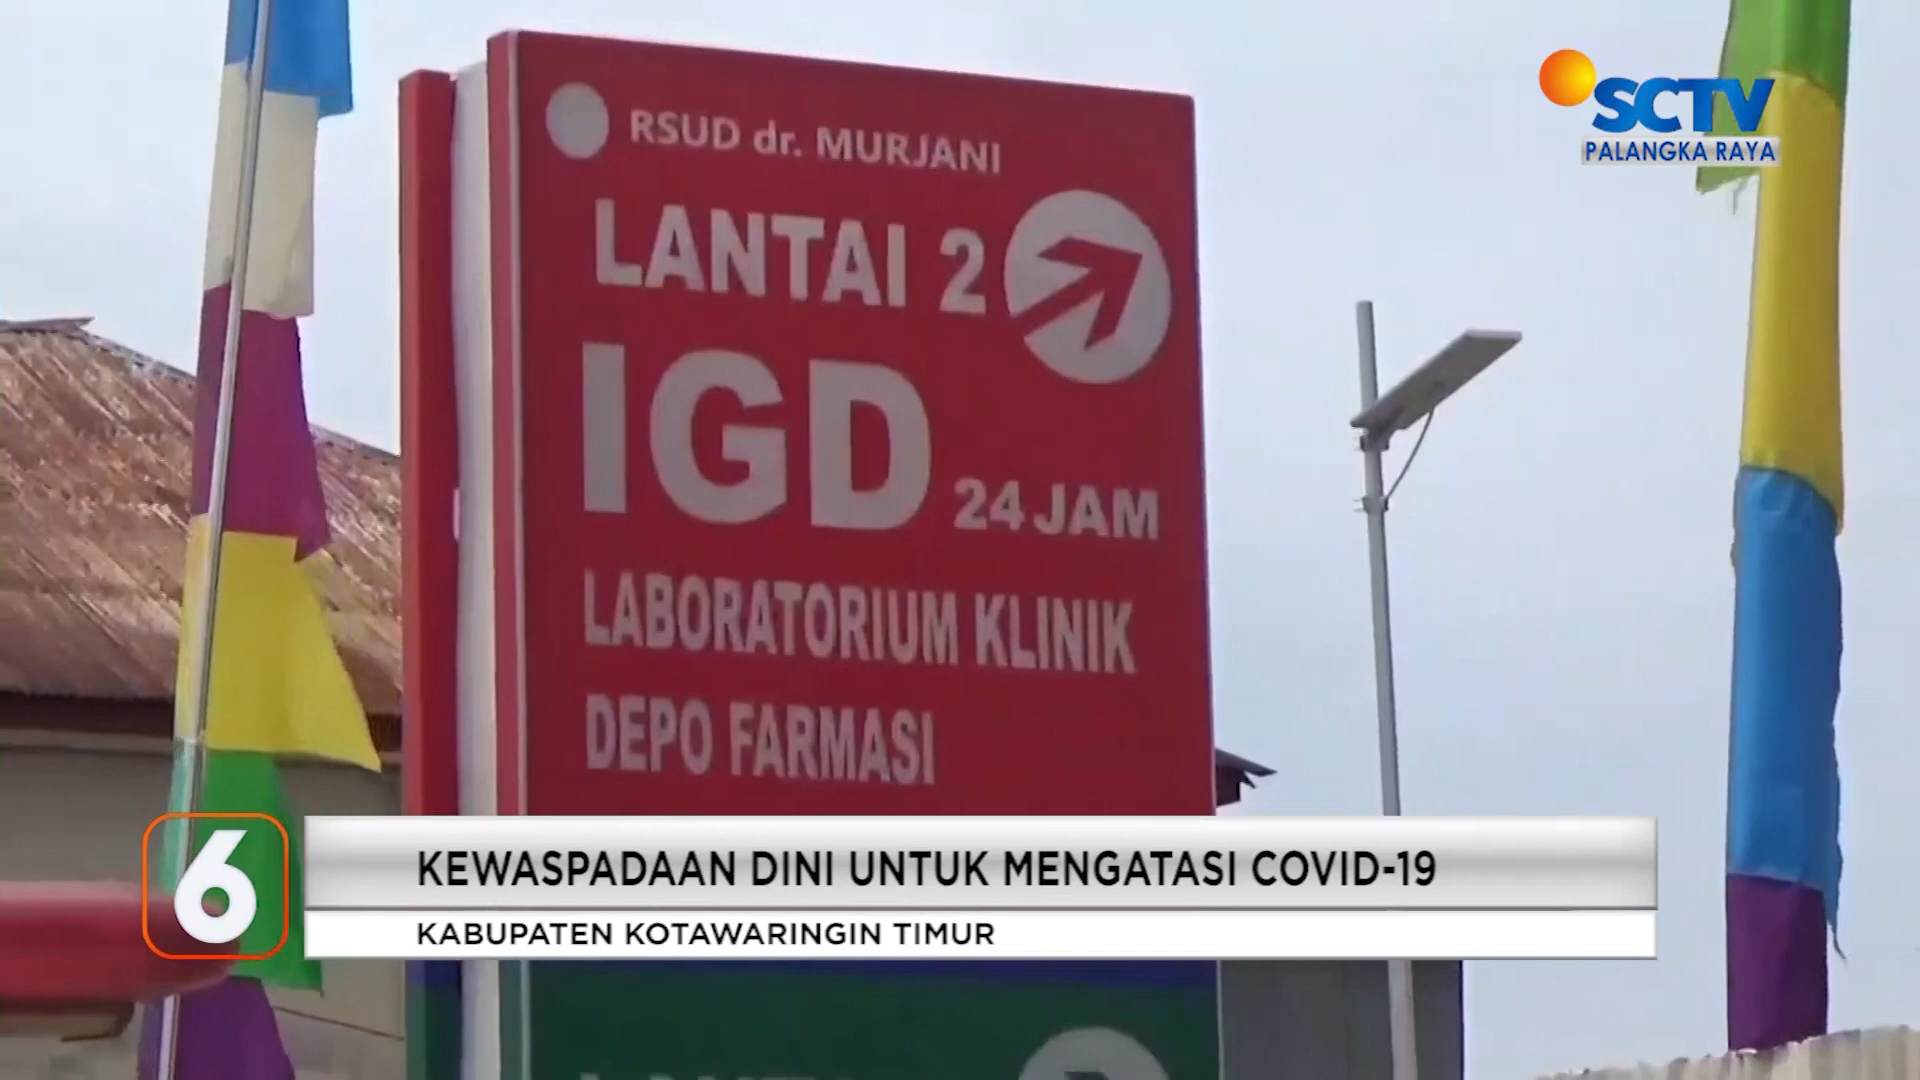 SCTV
PALANGKA RAYA
RSUD dr. MURJANI
LANTAI 2
IGD 24 JAM
LABORATORIUM KLINIK
DEPO FARMASI
6
KEWASPADAAN DINI UNTUK MENGATASI COVID-19
KABUPATEN KOTAWARINGIN TIMUR